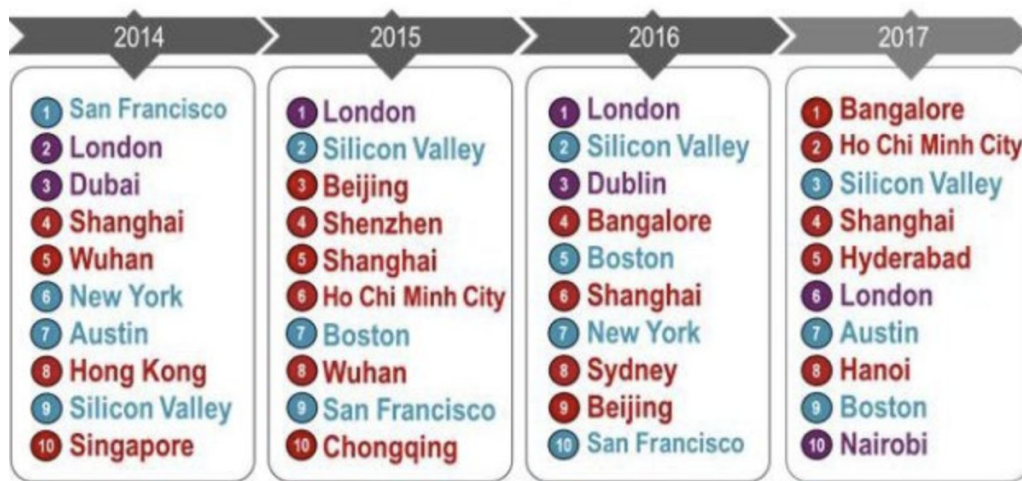 2014
1 San Francisco
2 London
3 Dubai
4 Shanghai
5 Wuhan
6 New York
7 Austin
8 Hong Kong
9 Silicon Valley
10 Singapore
2015
1 London
2 Silicon Valley
3 Beijing
4 Shenzhen
5 Shanghai
6 Ho Chi Minh City
7 Boston
8 Wuhan
9 San Francisco
10 Chongqing
2016
1 London
2 Silicon Valley
3 Dublin
4 Bangalore
5 Boston
6 Shanghai
7 New York
8 Sydney
9 Beijing
10 San Francisco
2017
1 Bangalore
2 Ho Chi Minh City
3 Silicon Valley
4 Shanghai
5 Hyderabad
6 London
7 Austin
8 Hanoi
9 Boston
10 Nairobi